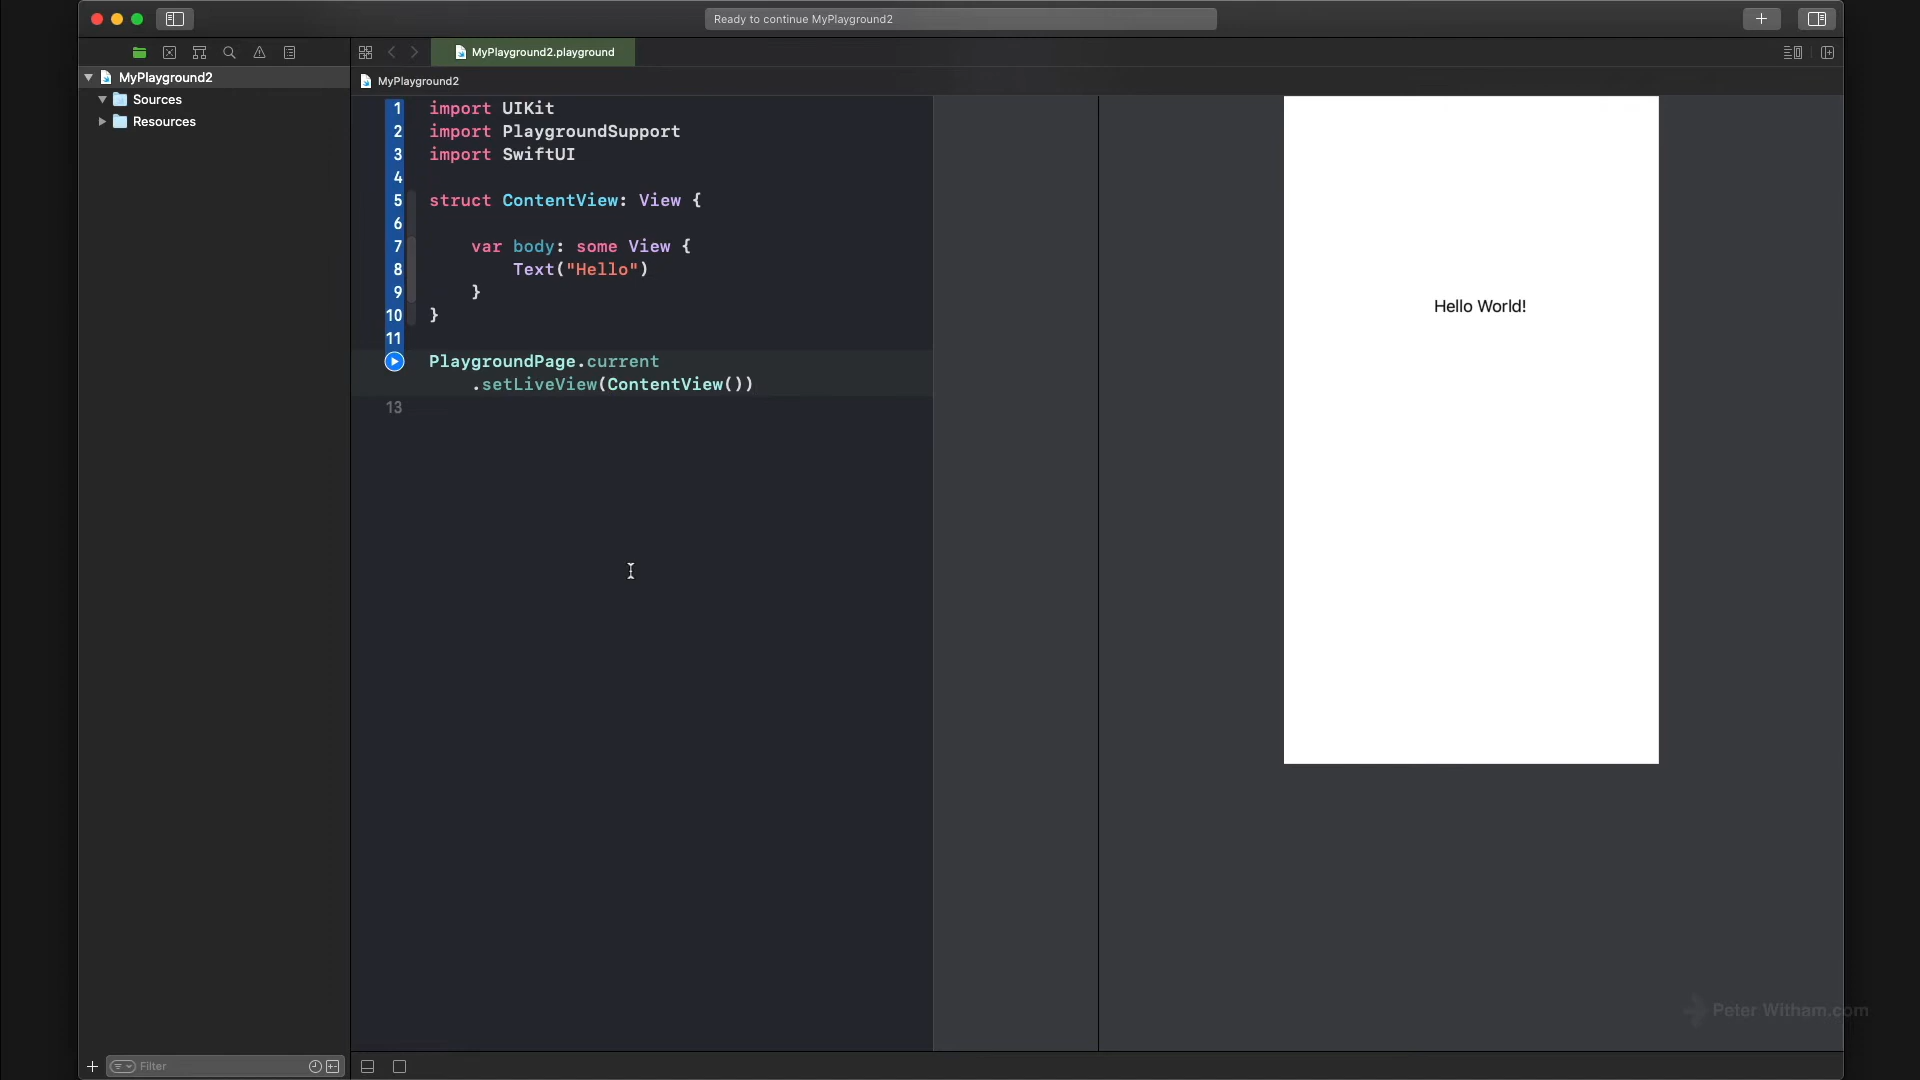 Ready to continue MyPlayground2
MyPlayground2.playground
MyPlayground2
Sources
Resources
MyPlayground2
1 import UIKit
2 import PlaygroundSupport
3 import SwiftUI
4
5 struct ContentView: View {
6
7     var body: some View {
8         Text("Hello")
9     }
10 }
11
PlaygroundPage.current
    .setLiveView(ContentView())
13
Hello World!
Peter Witham.com
Filter